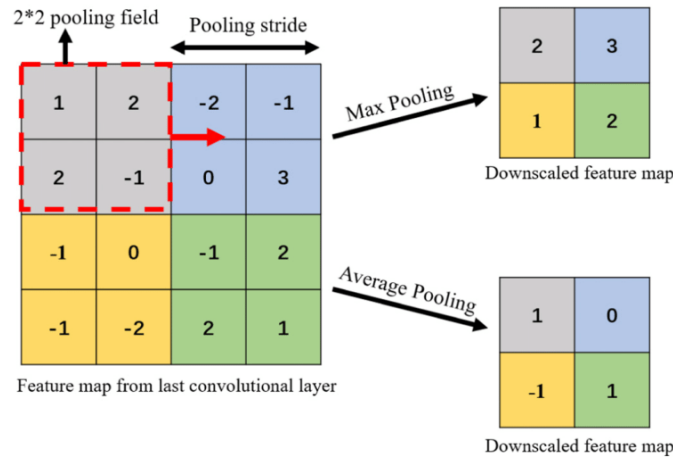 2*2 pooling field
Pooling stride
1 2 -2 -1
2 -1 0 3
-1 0 -1 2
-1 -2 2 1
Feature map from last convolutional layer
Max Pooling
2 3
1 2
Downscaled feature map
Average Pooling
1 0
-1 1
Downscaled feature map